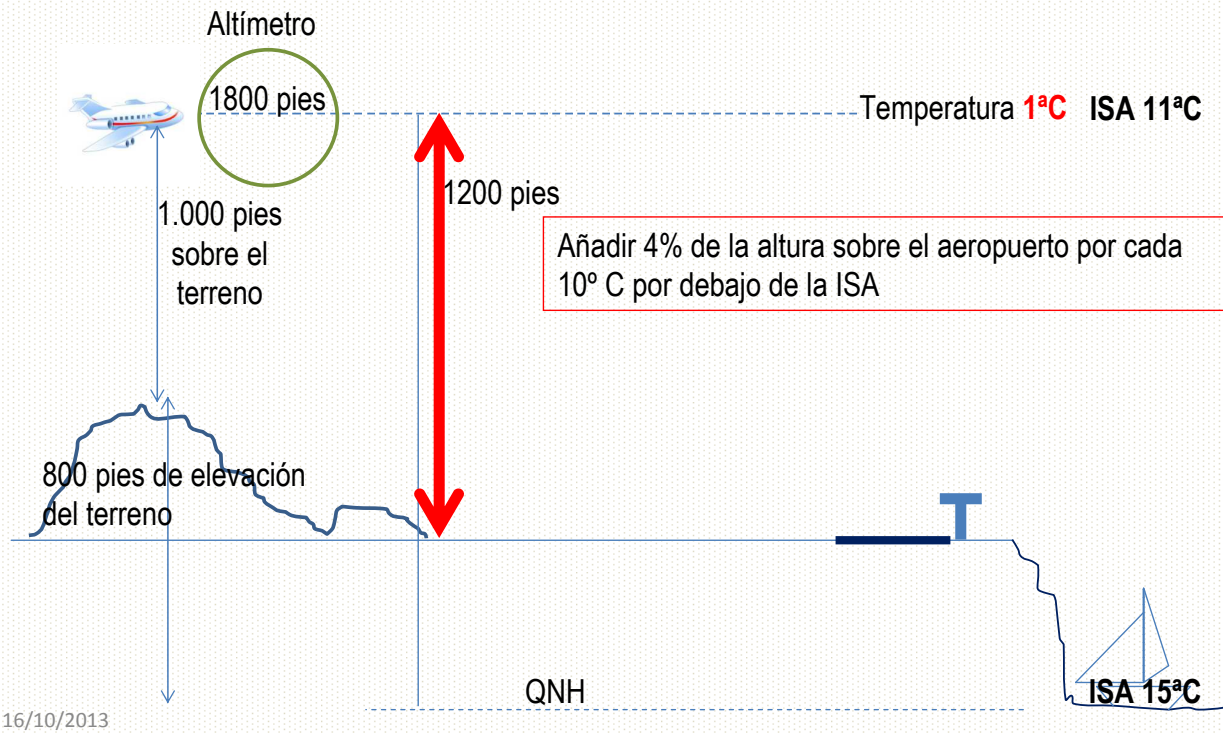 Altímetro
1800 pies
Temperatura 1ªC ISA 11ªC
1200 pies
1.000 pies
sobre el
terreno
Añadir 4% de la altura sobre el aeropuerto por cada
10º C por debajo de la ISA
800 pies de elevación
del terreno
QNH
ISA 15ªC
16/10/2013